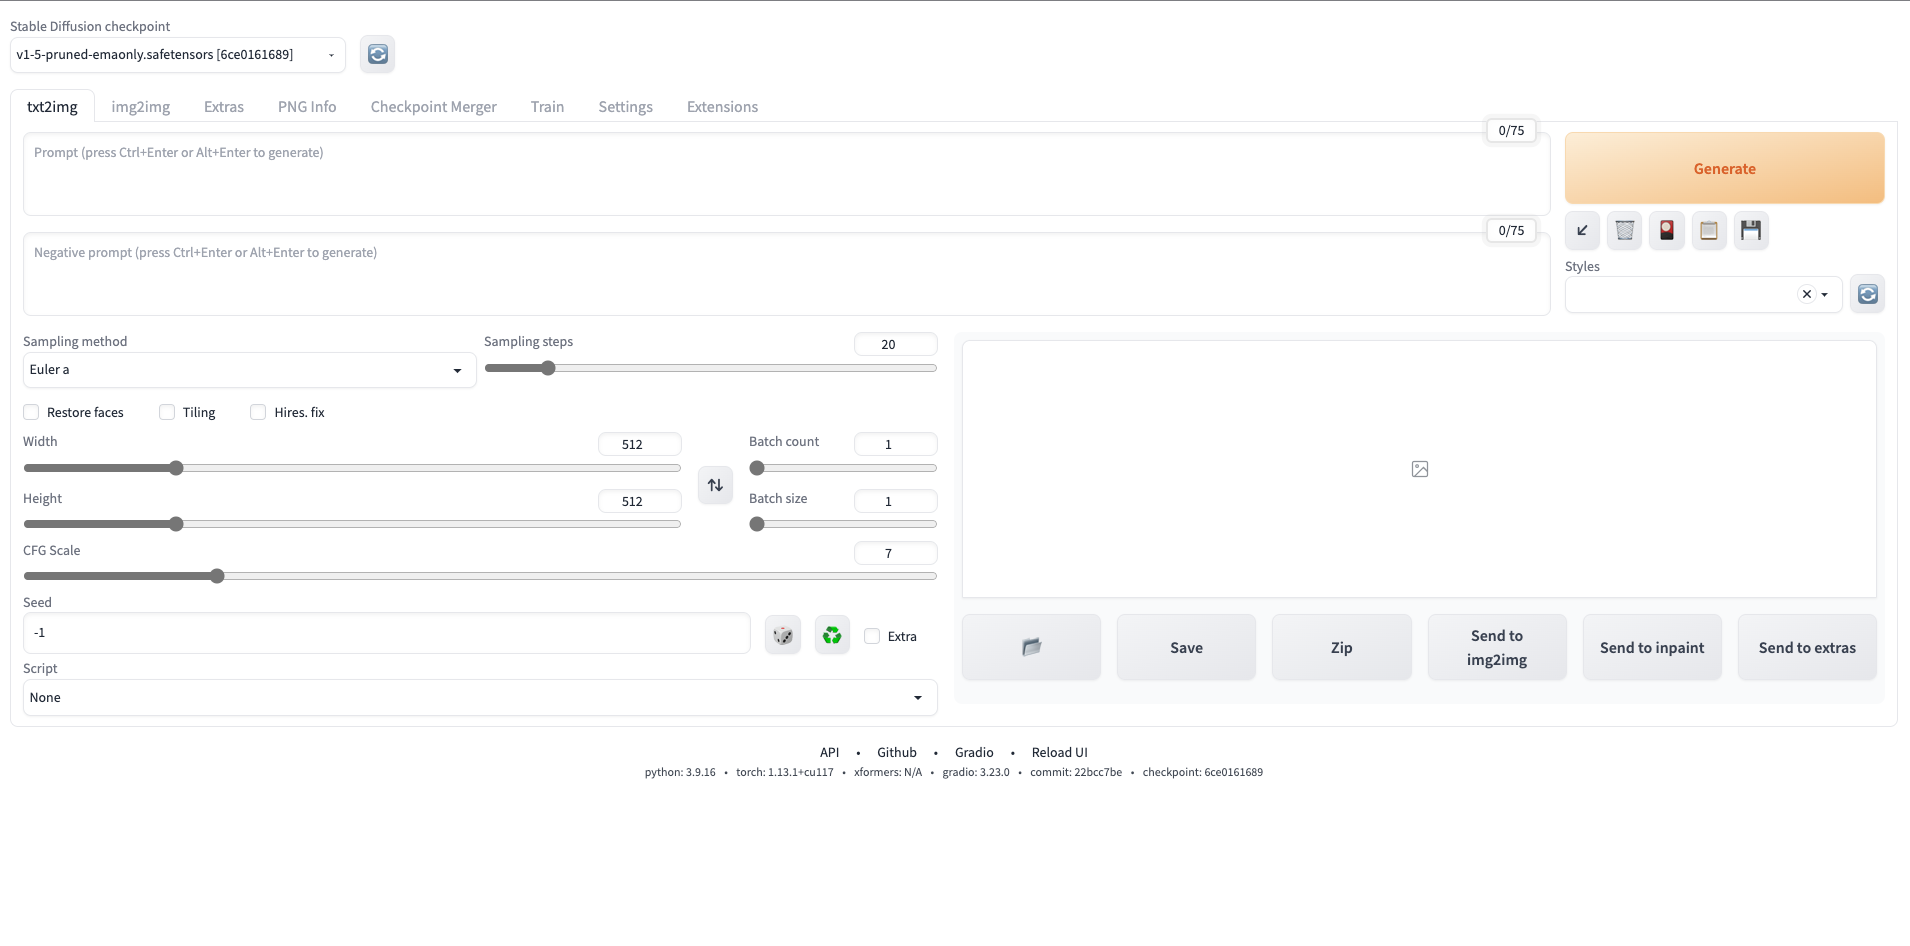 Stable Diffusion checkpoint
v1-5-pruned-emaonly.safetensors [6ce0161689]
txt2img img2img Extras PNG Info Checkpoint Merger Train Settings Extensions
0/75
Prompt (press Ctrl+Enter or Alt+Enter to generate)
Generate
0/75
Negative prompt (press Ctrl+Enter or Alt+Enter to generate)
Styles
Sampling method
Euler a
Sampling steps
20
Restore faces Tiling Hires. fix
Width
512
Batch count
1
Height
512
Batch size
1
CFG Scale
7
Seed
-1
Extra
Script
None
Save
Zip
Send to
img2img
Send to inpaint
Send to extras
API • Github • Gradio • Reload UI
python: 3.9.16 • torch: 1.13.1+cu117 • xformers: N/A • gradio: 3.23.0 • commit: 22bcc7be • checkpoint: 6ce0161689